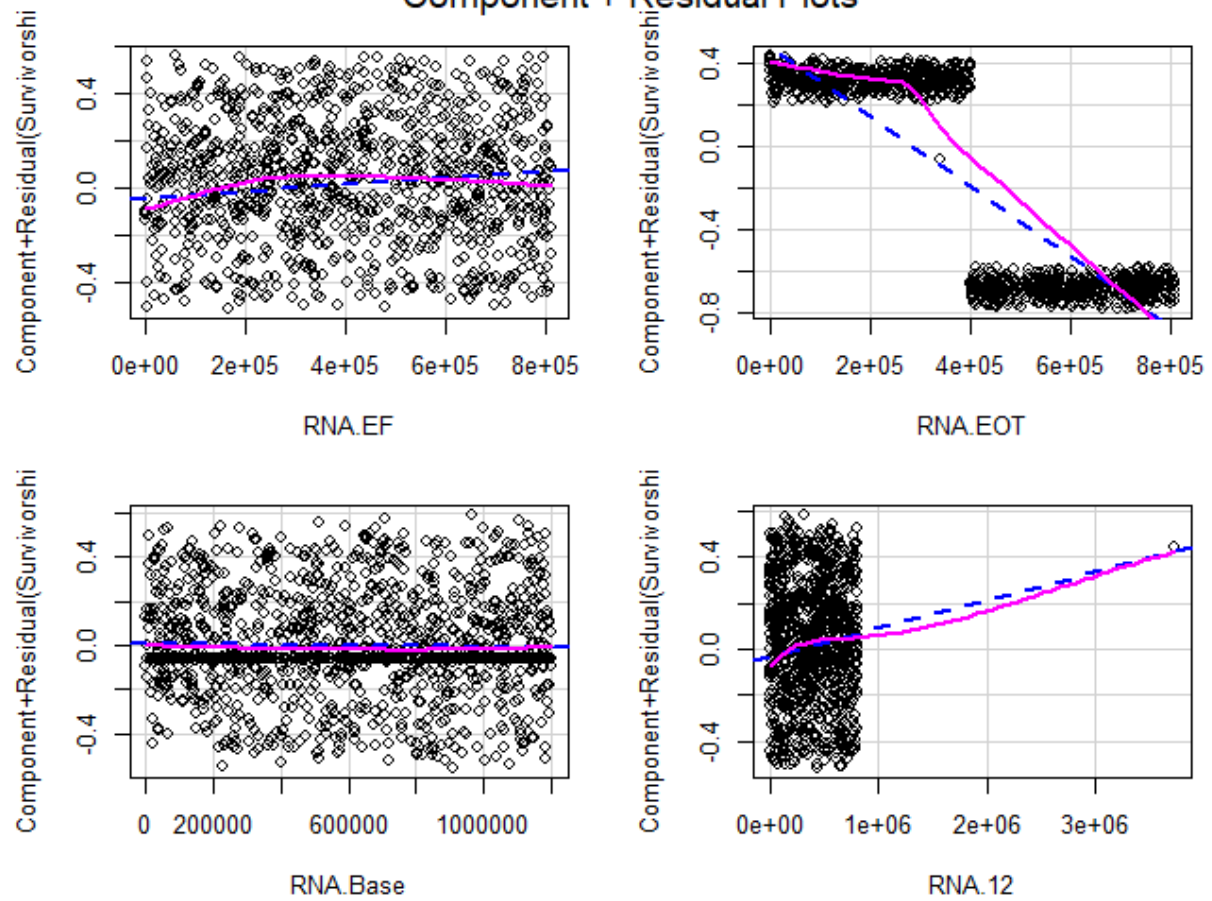 Component + Residual Plots
Component+Residual(Survivorshi
0.4
0.0
-0.4
0e+00 2e+05 4e+05 6e+05 8e+05
RNA.EF
Component+Residual(Survivorshi
0.4
0.0
-0.4
-0.8
0e+00 2e+05 4e+05 6e+05 8e+05
RNA.EOT
Component+Residual(Survivorshi
0.4
0.0
-0.4
0 200000 600000 1000000
RNA.Base
Component+Residual(Survivorshi
0.4
0.0
-0.4
0e+00 1e+06 2e+06 3e+06
RNA.12